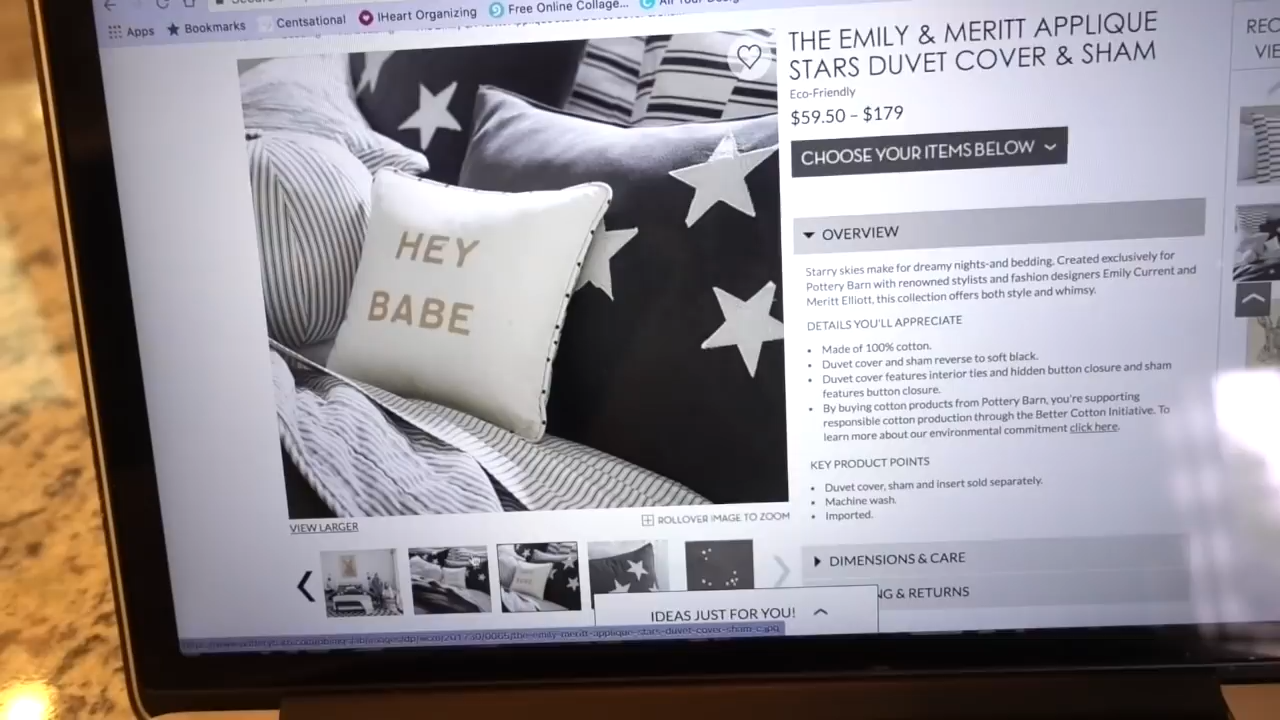 Apps
Bookmarks
Centsational
IHeart Organizing
Free Online Collage...
THE EMILY & MERITT APPLIQUE
STARS DUVET COVER & SHAM
Eco-Friendly
$59.50 – $179
CHOOSE YOUR ITEMS BELOW
OVERVIEW
Starry skies make for dreamy nights-and bedding. Created exclusively for
Pottery Barn with renowned stylists and fashion designers Emily Current and
Meritt Elliott, this collection offers both style and whimsy.
DETAILS YOU'LL APPRECIATE
• Made of 100% cotton.
• Duvet cover and sham reverse to soft black.
• Duvet cover features interior ties and hidden button closure and sham
features button closure.
• By buying cotton products from Pottery Barn, you're supporting
responsible cotton production through the Better Cotton Initiative. To
learn more about our environmental commitment click here.
KEY PRODUCT POINTS
• Duvet cover, sham and insert sold separately.
• Machine wash.
• Imported.
DIMENSIONS & CARE
NG & RETURNS
HEY
BABE
VIEW LARGER
ROLLOVER IMAGE TO ZOOM
IDEAS JUST FOR YOU!
REC
VIE